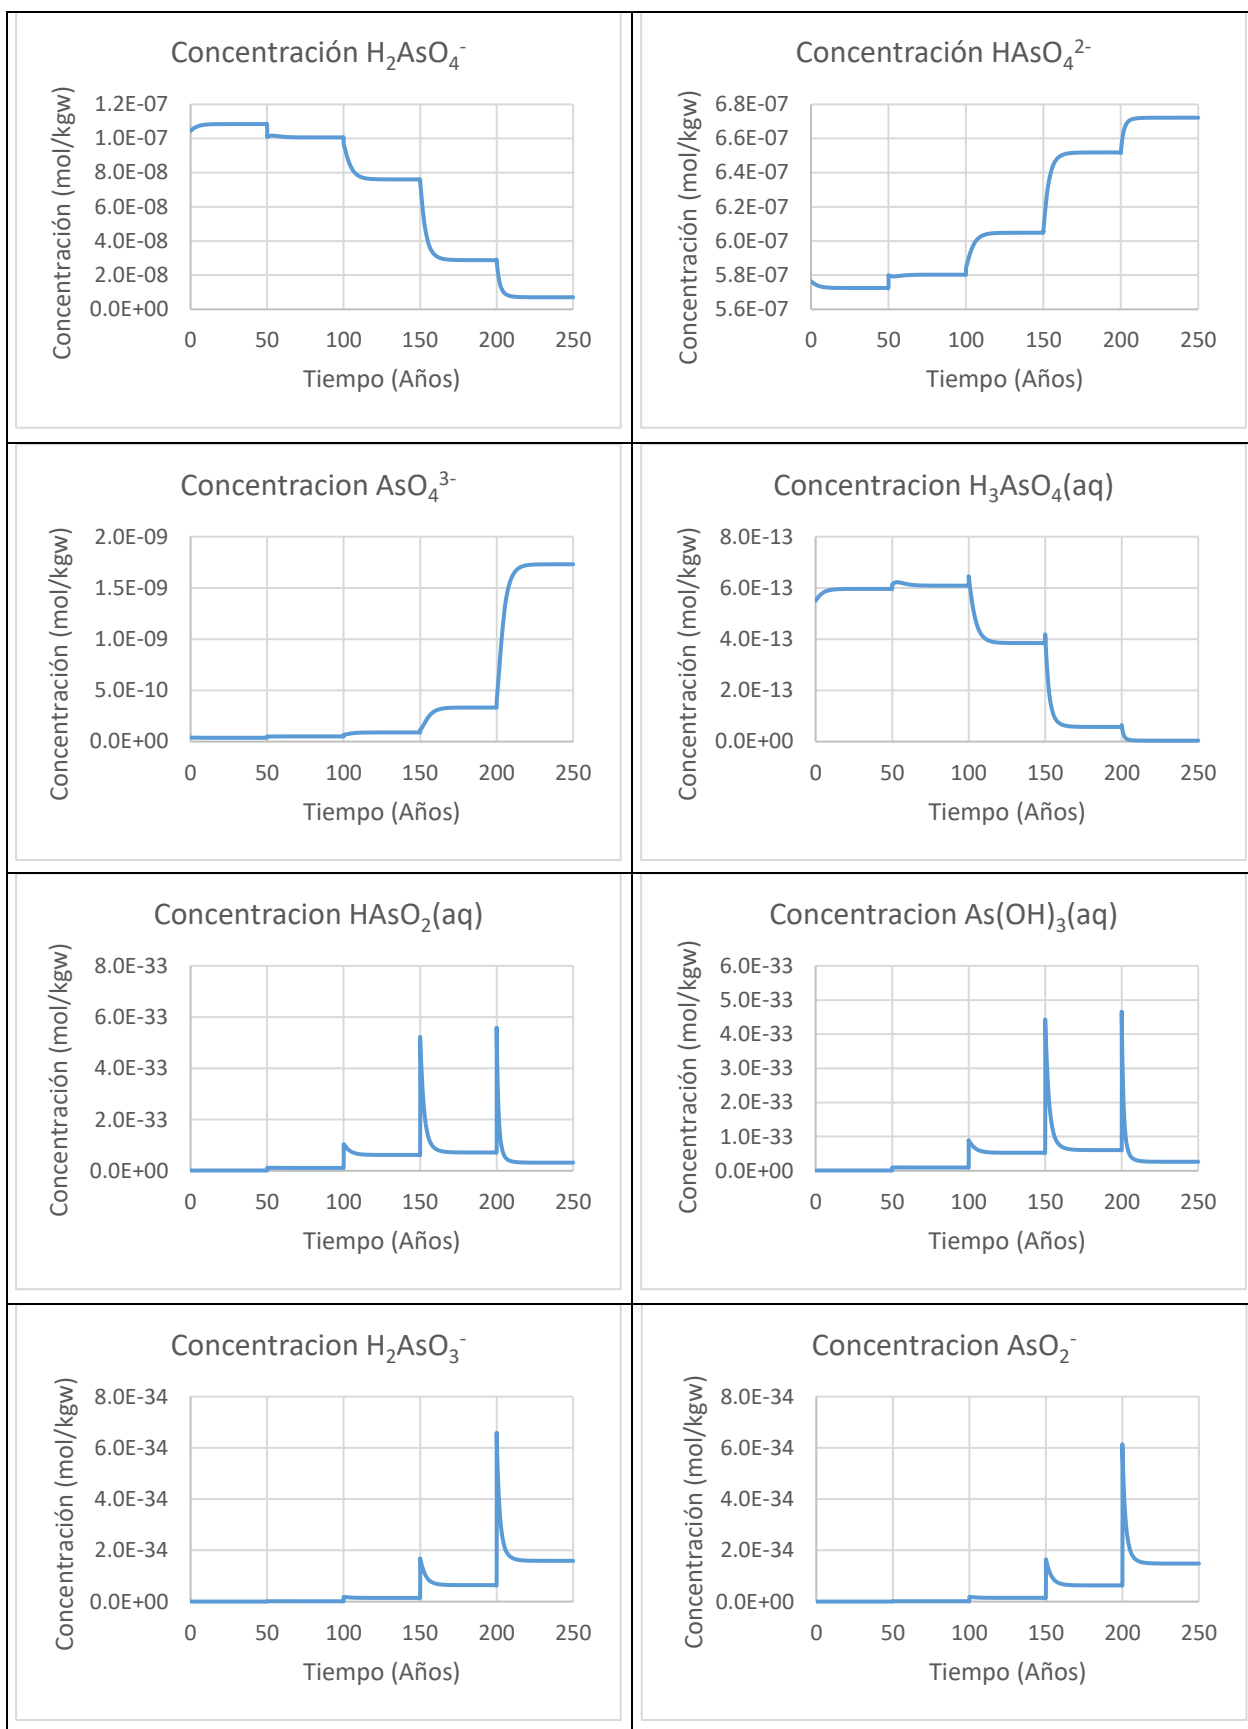 Concentración H₂AsO₄⁻
Concentración (mol/kgw)
1.2E-07
1.0E-07
8.0E-08
6.0E-08
4.0E-08
2.0E-08
0.0E+00
0 50 100 150 200 250
Tiempo (Años)
Concentración HAsO₄²⁻
Concentración (mol/kgw)
6.8E-07
6.6E-07
6.4E-07
6.2E-07
6.0E-07
5.8E-07
5.6E-07
0 50 100 150 200 250
Tiempo (Años)
Concentracion AsO₄³⁻
Concentración (mol/kgw)
2.0E-09
1.5E-09
1.0E-09
5.0E-10
0.0E+00
0 50 100 150 200 250
Tiempo (Años)
Concentracion H₃AsO₄(aq)
Concentración (mol/kgw)
8.0E-13
6.0E-13
4.0E-13
2.0E-13
0.0E+00
0 50 100 150 200 250
Tiempo (Años)
Concentracion HAsO₂(aq)
Concentración (mol/kgw)
8.0E-33
6.0E-33
4.0E-33
2.0E-33
0.0E+00
0 50 100 150 200 250
Tiempo (Años)
Concentracion As(OH)₃(aq)
Concentración (mol/kgw)
6.0E-33
5.0E-33
4.0E-33
3.0E-33
2.0E-33
1.0E-33
0.0E+00
0 50 100 150 200 250
Tiempo (Años)
Concentracion H₂AsO₃⁻
Concentración (mol/kgw)
8.0E-34
6.0E-34
4.0E-34
2.0E-34
0.0E+00
0 50 100 150 200 250
Tiempo (Años)
Concentracion AsO₂⁻
Concentración (mol/kgw)
8.0E-34
6.0E-34
4.0E-34
2.0E-34
0.0E+00
0 50 100 150 200 250
Tiempo (Años)